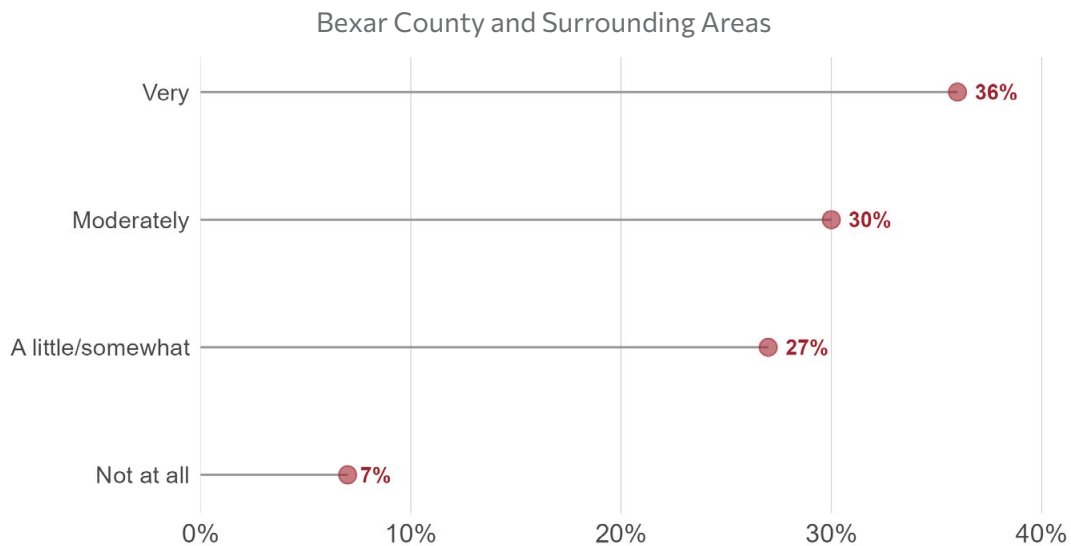 Bexar County and Surrounding Areas
Very 36%
Moderately 30%
A little/somewhat 27%
Not at all 7%
0% 10% 20% 30% 40%